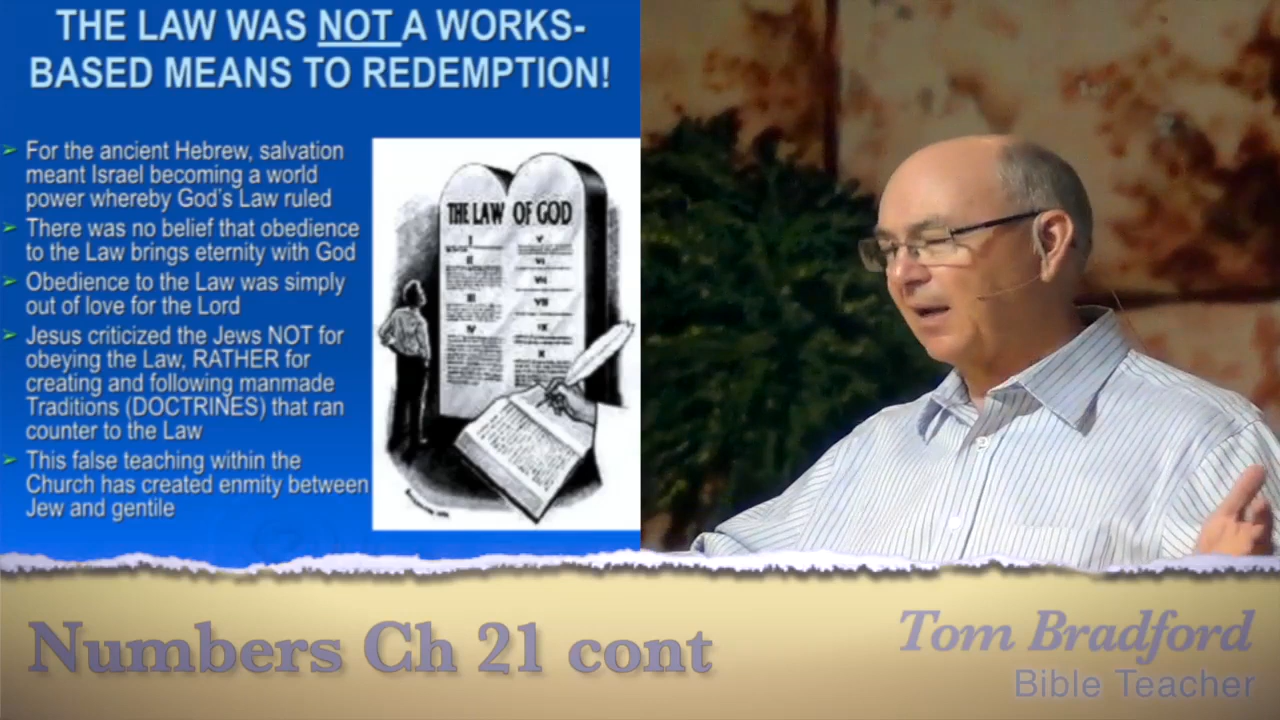 THE LAW WAS NOT A WORKS-
BASED MEANS TO REDEMPTION!
➢ For the ancient Hebrew, salvation
meant Israel becoming a world
power whereby God's Law ruled
➢ There was no belief that obedience
to the Law brings eternity with God
➢ Obedience to the Law was simply
out of love for the Lord
➢ Jesus criticized the Jews NOT for
obeying the Law, RATHER for
creating and following manmade
Traditions (DOCTRINES) that ran
counter to the Law
➢ This false teaching within the
Church has created enmity between
Jew and gentile
THE LAW OF GOD
Numbers Ch 21 cont
Tom Bradford
Bible Teacher